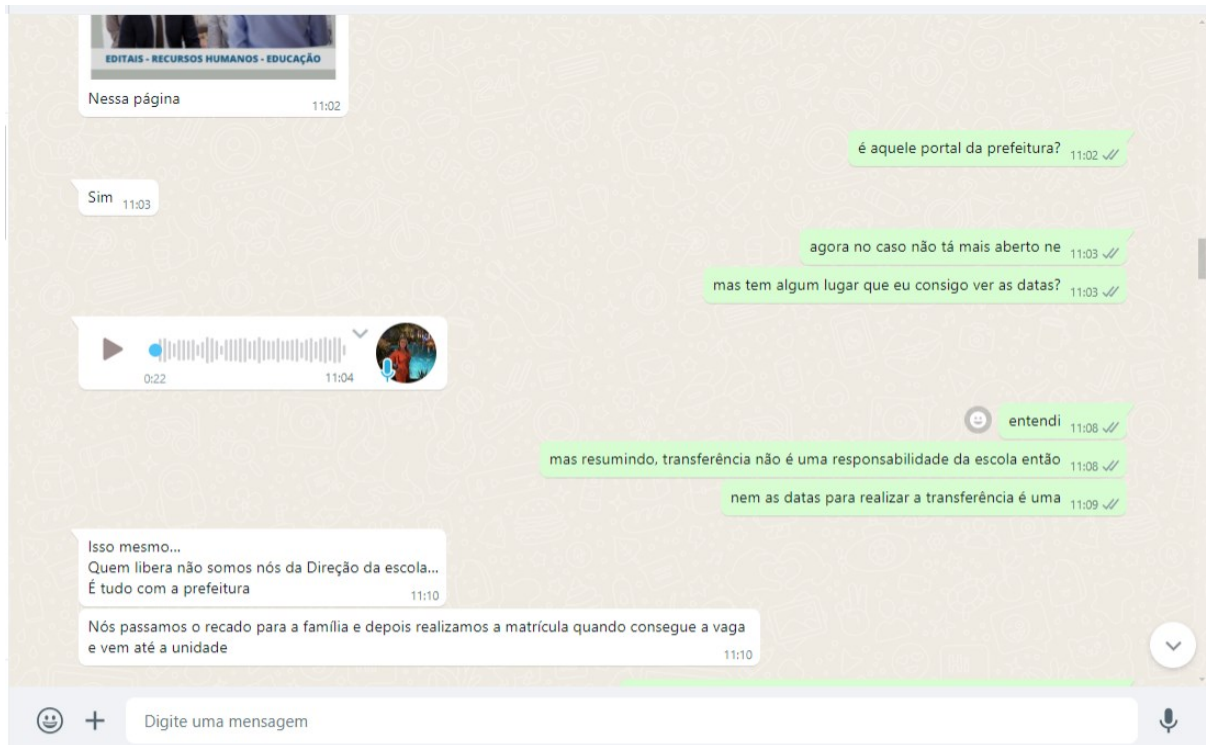 EDITAIS - RECURSOS HUMANOS - EDUCAÇÃO
Nessa página
11:02
é aquele portal da prefeitura? 11:02
Sim 11:03
agora no caso não tá mais aberto ne 11:03
mas tem algum lugar que eu consigo ver as datas? 11:03
0:22 11:04
entendi 11:08
mas resumindo, transferência não é uma responsabilidade da escola então 11:08
nem as datas para realizar a transferência é uma 11:09
Isso mesmo...
Quem libera não somos nós da Direção da escola...
É tudo com a prefeitura
11:10
Nós passamos o recado para a família e depois realizamos a matrícula quando consegue a vaga
e vem até a unidade
11:10
Digite uma mensagem